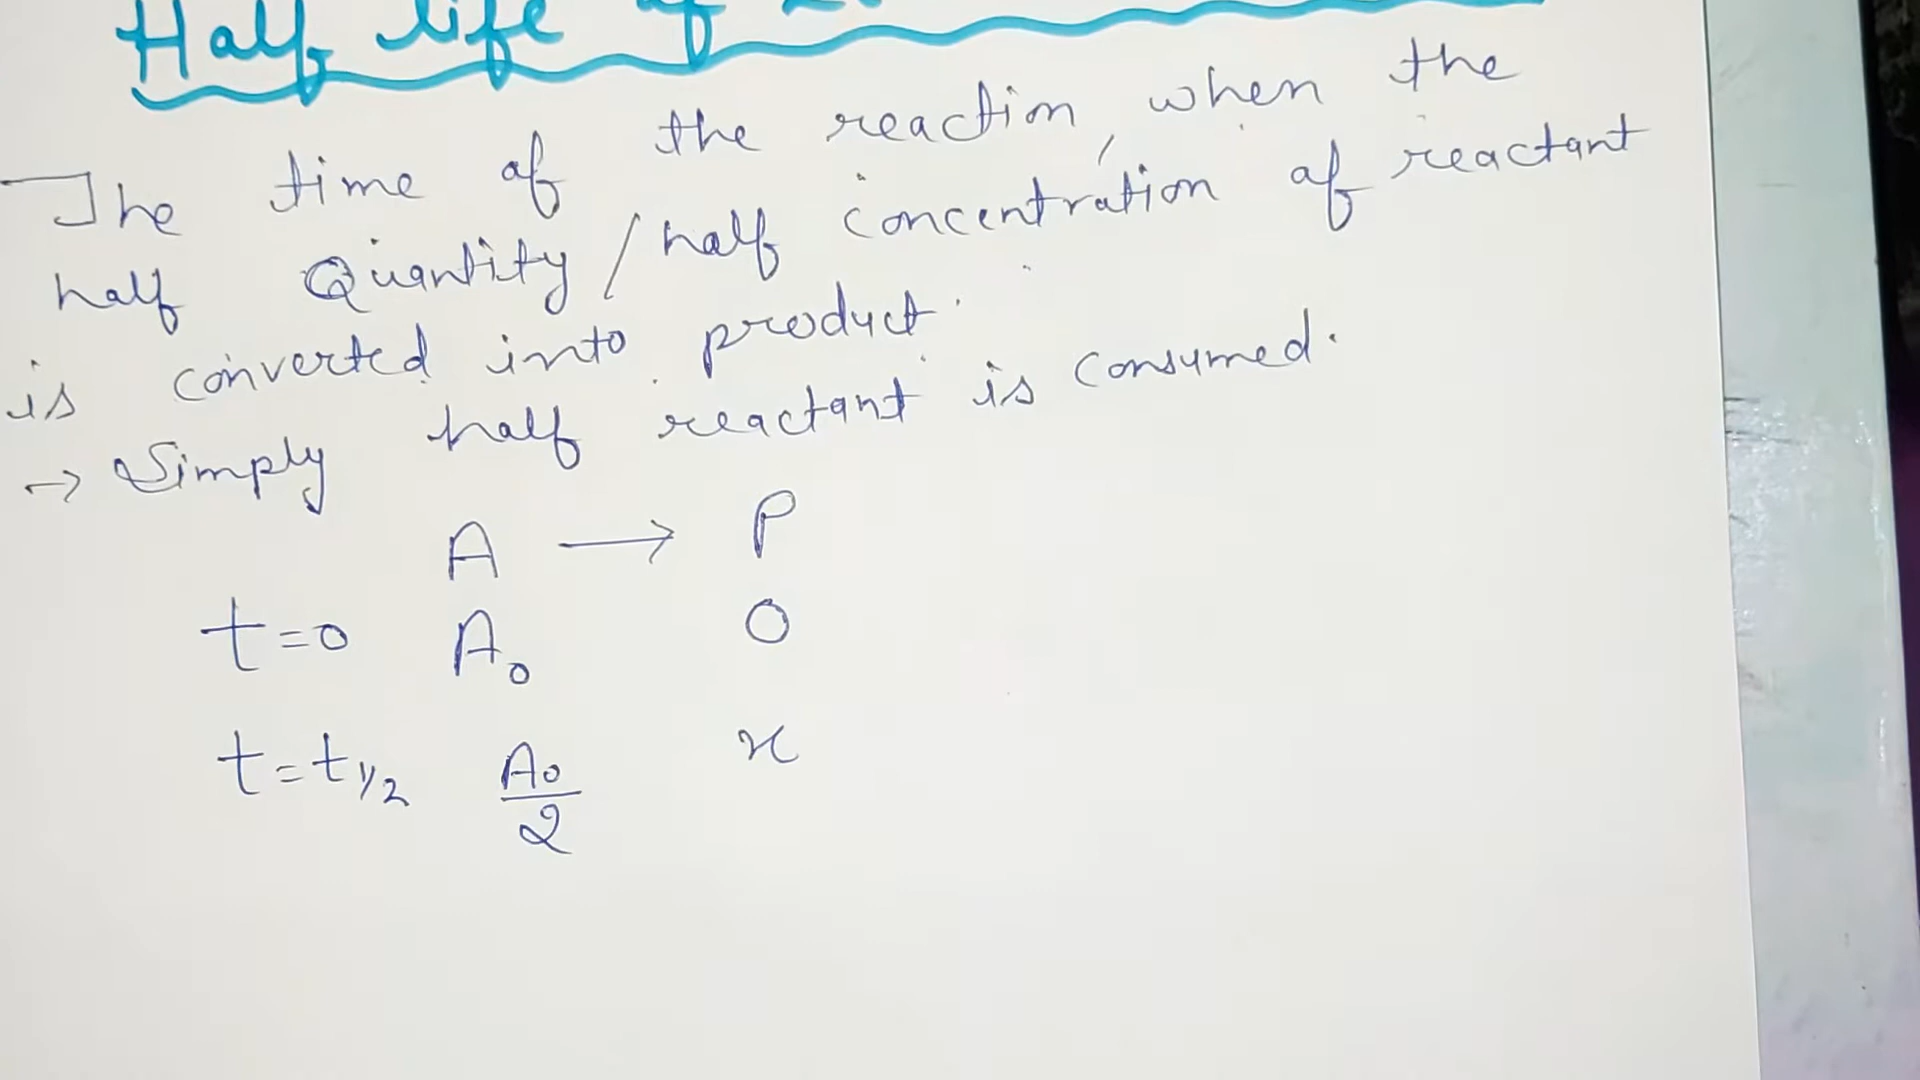 Half life of
The time of the reaction, when the
half Quantity / half concentration of reactant
is converted into product.
→ Simply half reactant is consumed.
A → P
t=0 A₀ 0
t=t1/2 A₀/2 x